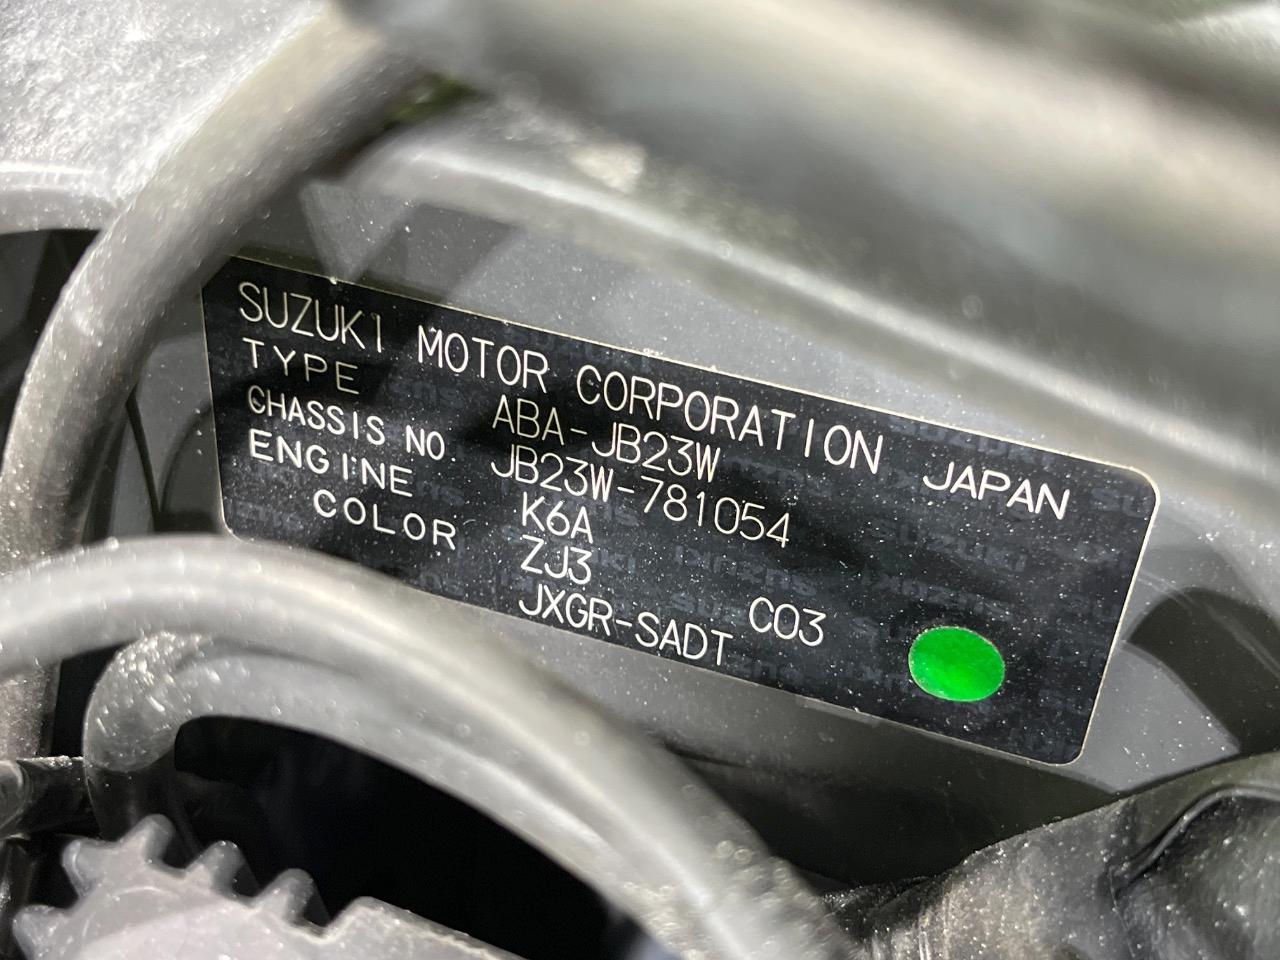 SUZUKI MOTOR CORPORATION JAPAN
TYPE ABA-JB23W
CHASSIS NO. JB23W-781054
ENGINE K6A
COLOR ZJ3 C03
JXGR-SADT